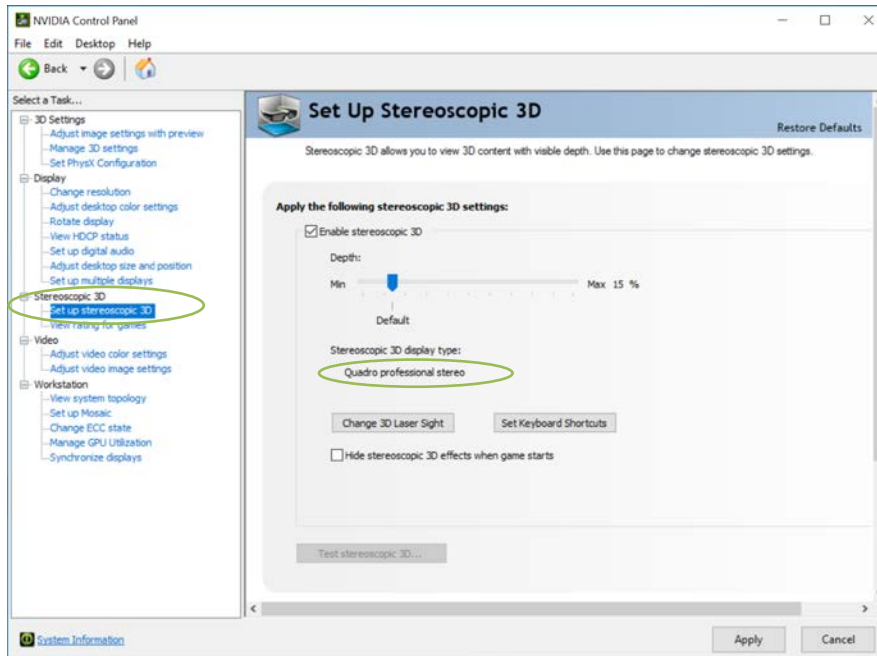 NVIDIA Control Panel
File Edit Desktop Help
Back
Select a Task...
3D Settings
Adjust image settings with preview
Manage 3D settings
Set PhysX Configuration
Display
Change resolution
Adjust desktop color settings
Rotate display
View HDCP status
Set up digital audio
Adjust desktop size and position
Set up multiple displays
Stereoscopic 3D
Set up stereoscopic 3D
View rating for games
Video
Adjust video color settings
Adjust video image settings
Workstation
View system topology
Set up Mosaic
Change ECC state
Manage GPU Utilization
Synchronize displays
Set Up Stereoscopic 3D
Restore Defaults
Stereoscopic 3D allows you to view 3D content with visible depth. Use this page to change stereoscopic 3D settings.
Apply the following stereoscopic 3D settings:
Enable stereoscopic 3D
Depth:
Min Max 15 %
Default
Stereoscopic 3D display type:
Quadro professional stereo
Change 3D Laser Sight Set Keyboard Shortcuts
Hide stereoscopic 3D effects when game starts
Test stereoscopic 3D...
System Information
Apply Cancel